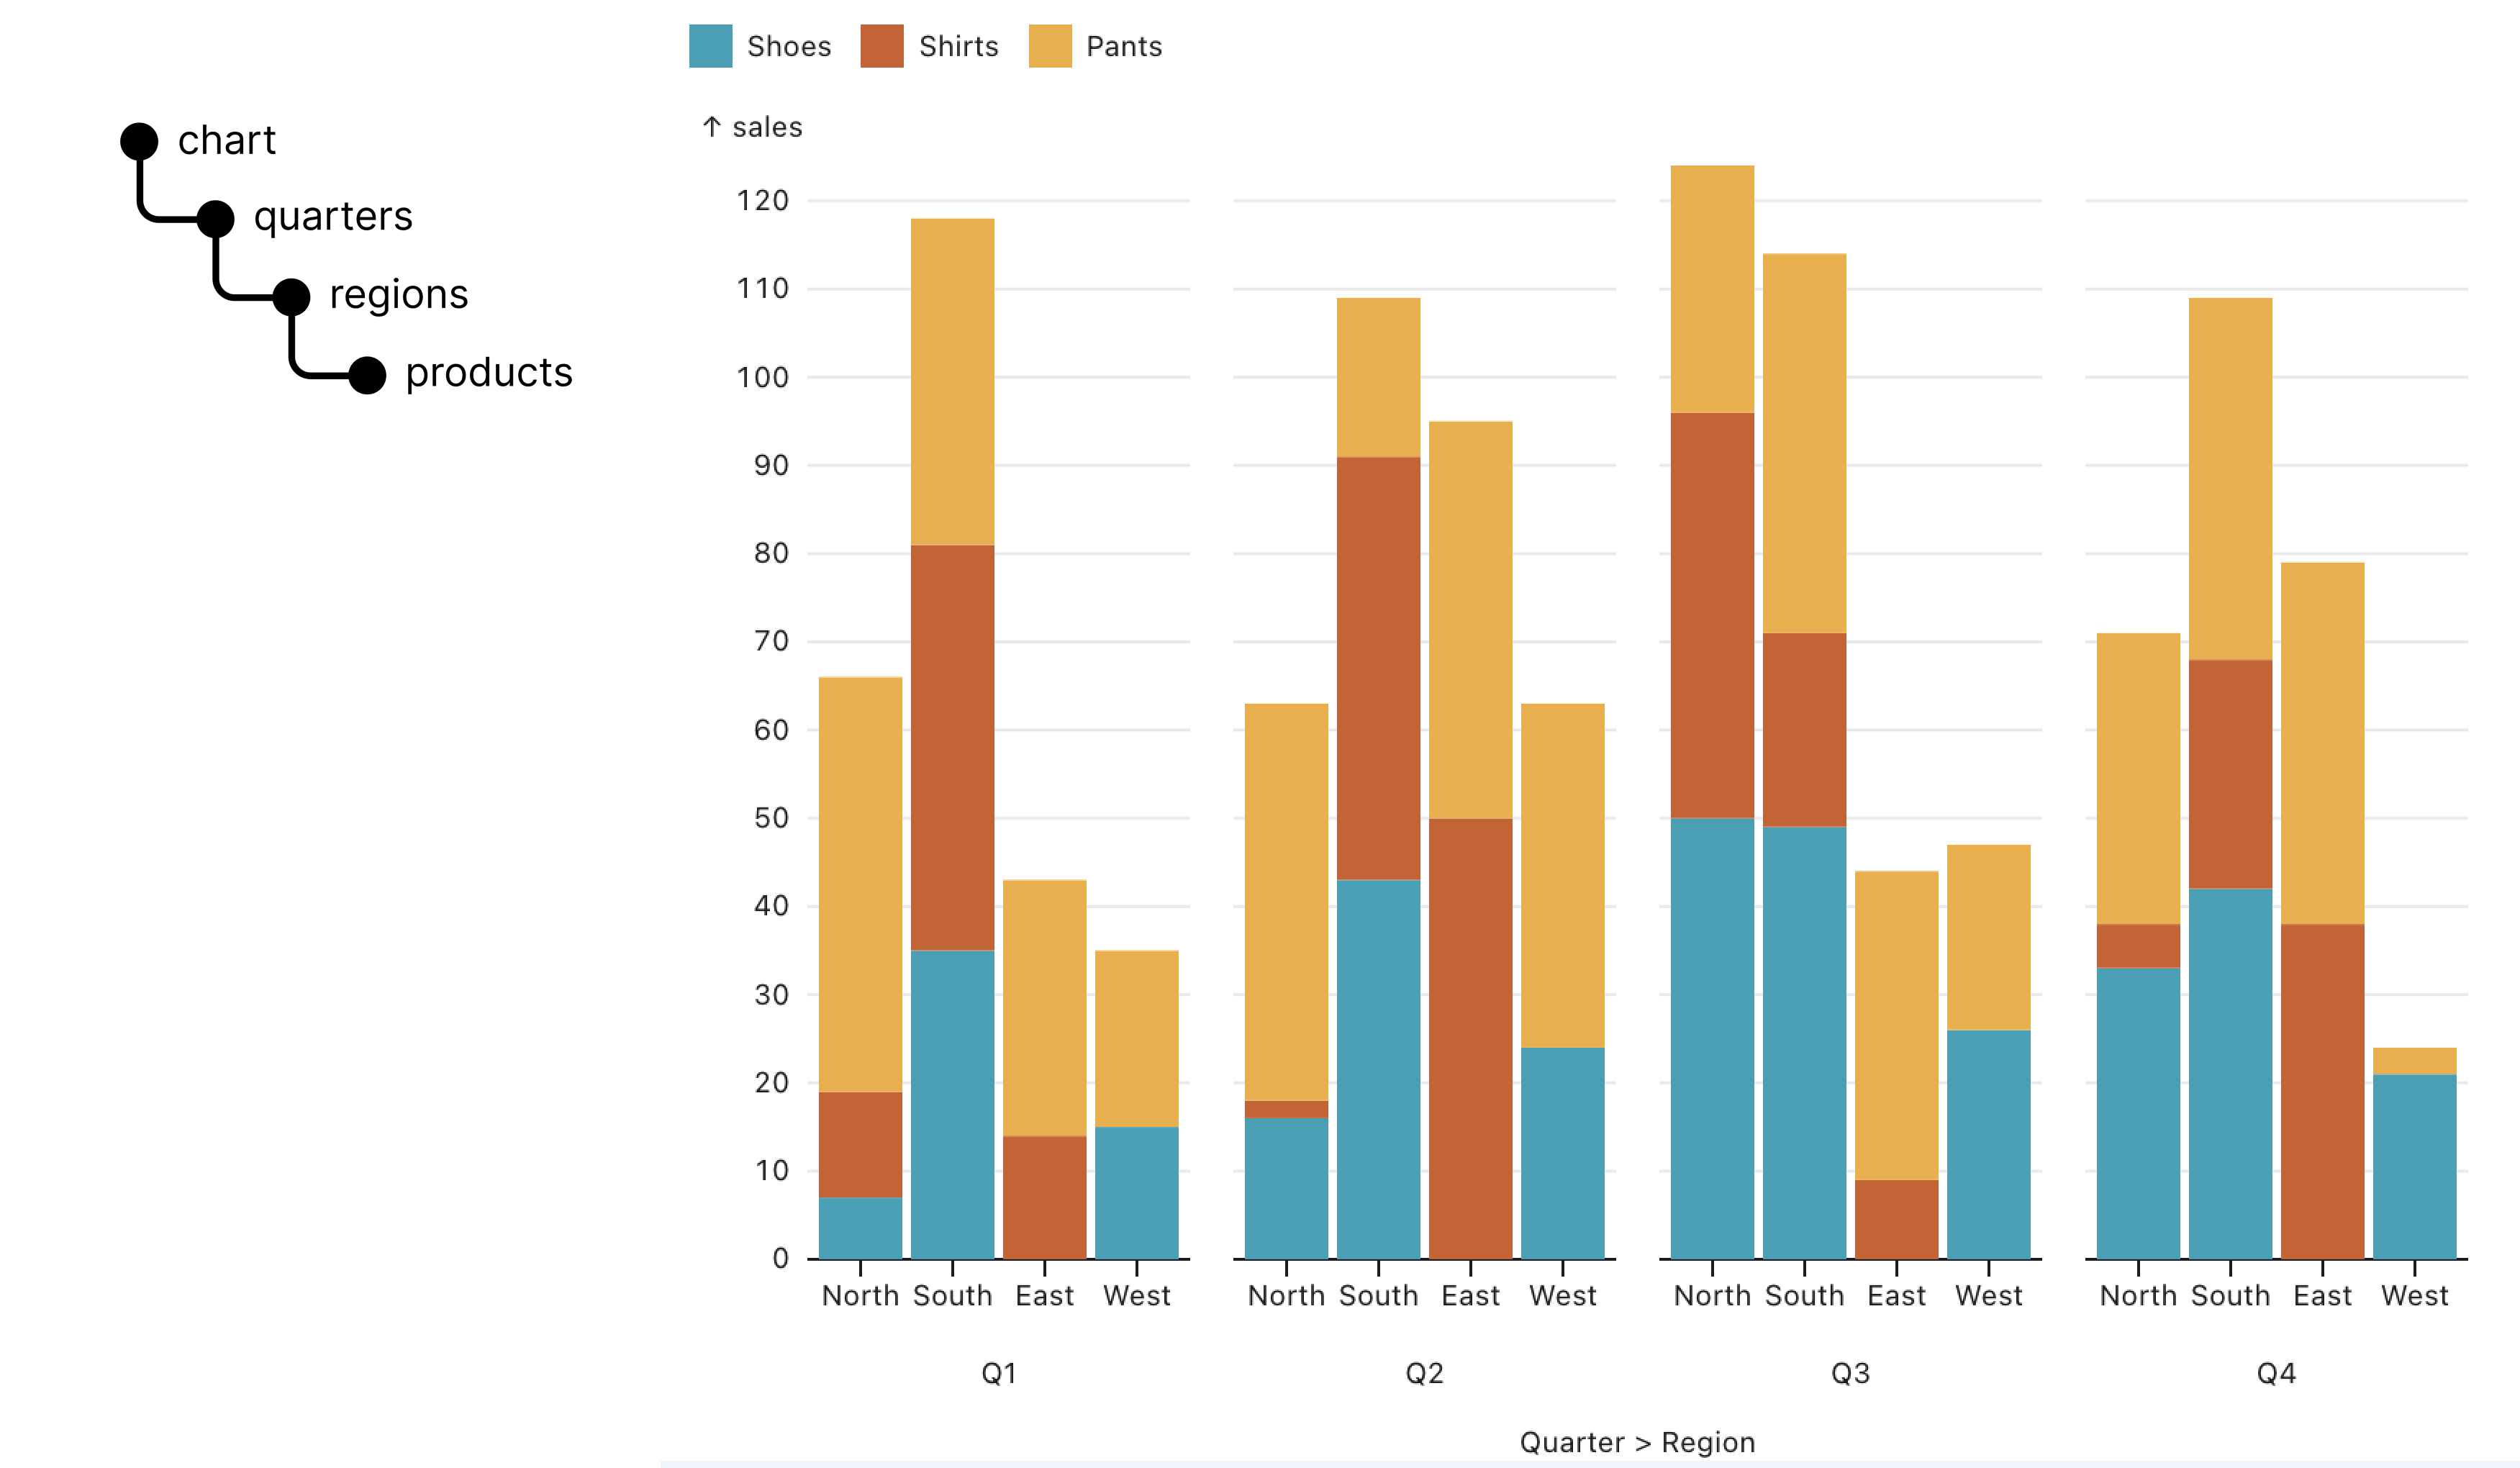 chart
quarters
regions
products
Shoes Shirts Pants
↑ sales
120
110
100
90
80
70
60
50
40
30
20
10
0
North South East West North South East West North South East West North South East West
Q1 Q2 Q3 Q4
Quarter > Region